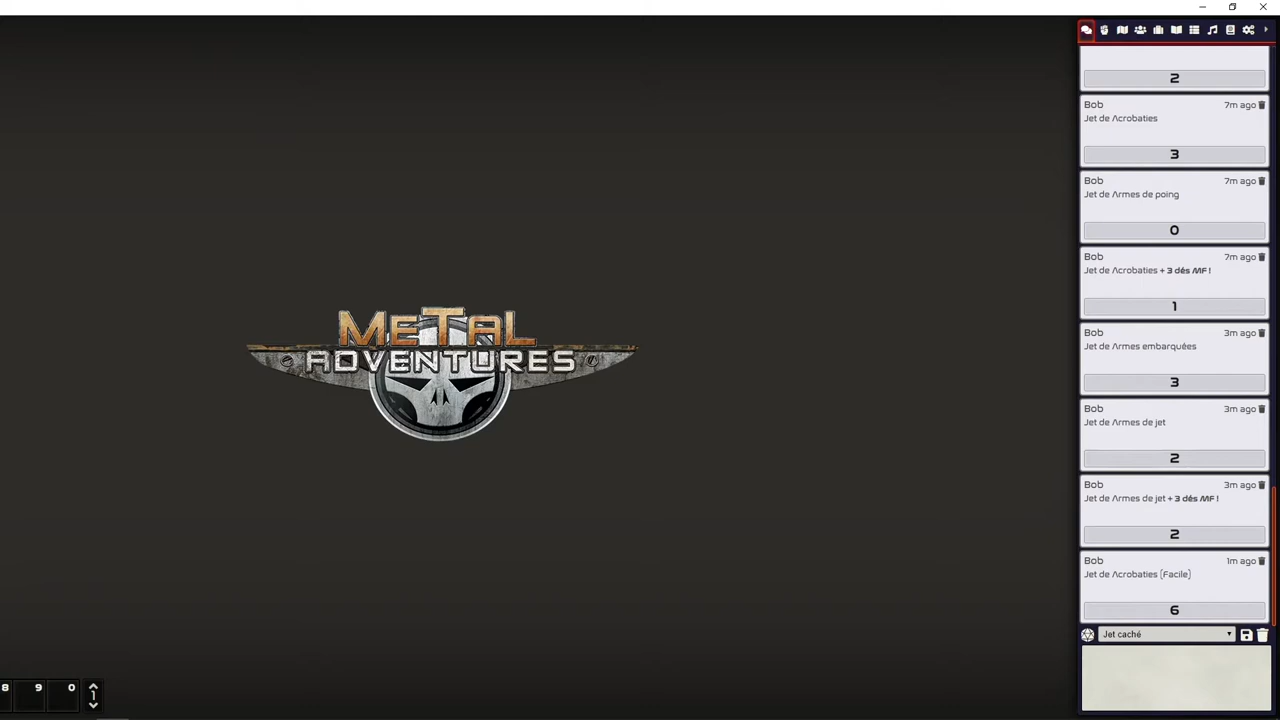 2
Bob 7m ago
Jet de Acrobaties
3
Bob 7m ago
Jet de Armes de poing
0
Bob 7m ago
Jet de Acrobaties + 3 dés MF !
1
Bob 3m ago
Jet de Armes embarquées
3
Bob 3m ago
Jet de Armes de jet
2
Bob 3m ago
Jet de Armes de jet + 3 dés MF !
2
Bob 1m ago
Jet de Acrobaties (Facile)
6
Jet caché
METAL
ADVENTURES
8 9 0 1